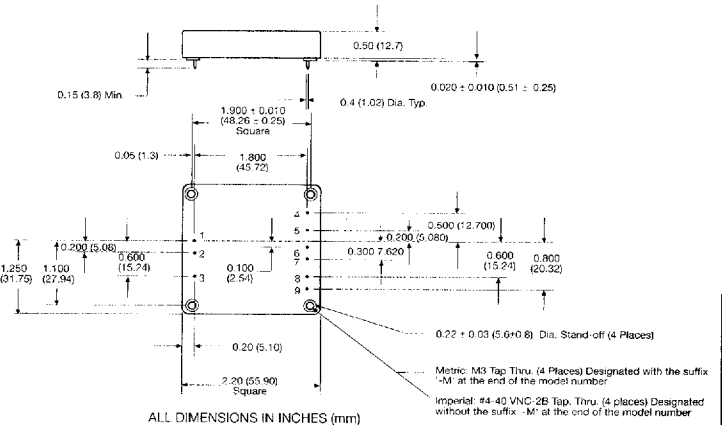 0.50 (12.7)
0.15 (3.8) Min.
0.020 ± 0.010 (0.51 ± 0.25)
0.4 (1.02) Dia. Typ.
1.900 ± 0.010
(48.26 ± 0.25)
Square
0.05 (1.3)
1.800
(45.72)
4
0.500 (12.700)
5
1
0.200 (5.080)
0.200 (5.08)
2
6
0.300 7.620
7
0.600
(15.24)
0.800
(20.32)
1.250
(31.75)
1.100
(27.94)
0.600
(15.24)
0.100
(2.54)
3
8
9
0.22 ± 0.03 (5.6±0.8) Dia. Stand-off (4 Places)
0.20 (5.10)
Metric: M3 Tap Thru. (4 Places) Designated with the suffix
'-M' at the end of the model number
2.20 (55.90)
Square
Imperial: #4-40 VNC-2B Tap. Thru. (4 places) Designated
without the suffix -M' at the end of the model number
ALL DIMENSIONS IN INCHES (mm)